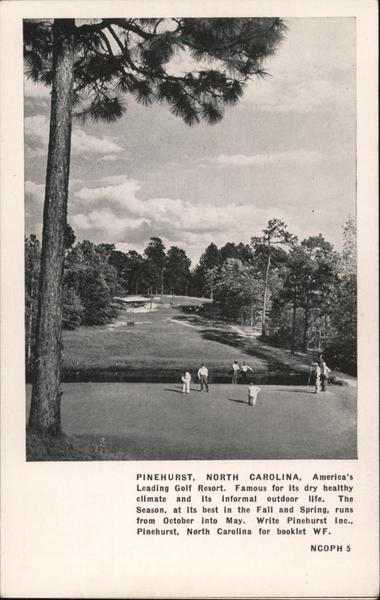 PINEHURST, NORTH CAROLINA, America's
Leading Golf Resort. Famous for its dry healthy
climate and its informal outdoor life. The
Season, at its best in the Fall and Spring, runs
from October into May. Write Pinehurst Inc.,
Pinehurst, North Carolina for booklet WF.
NCOPH 5